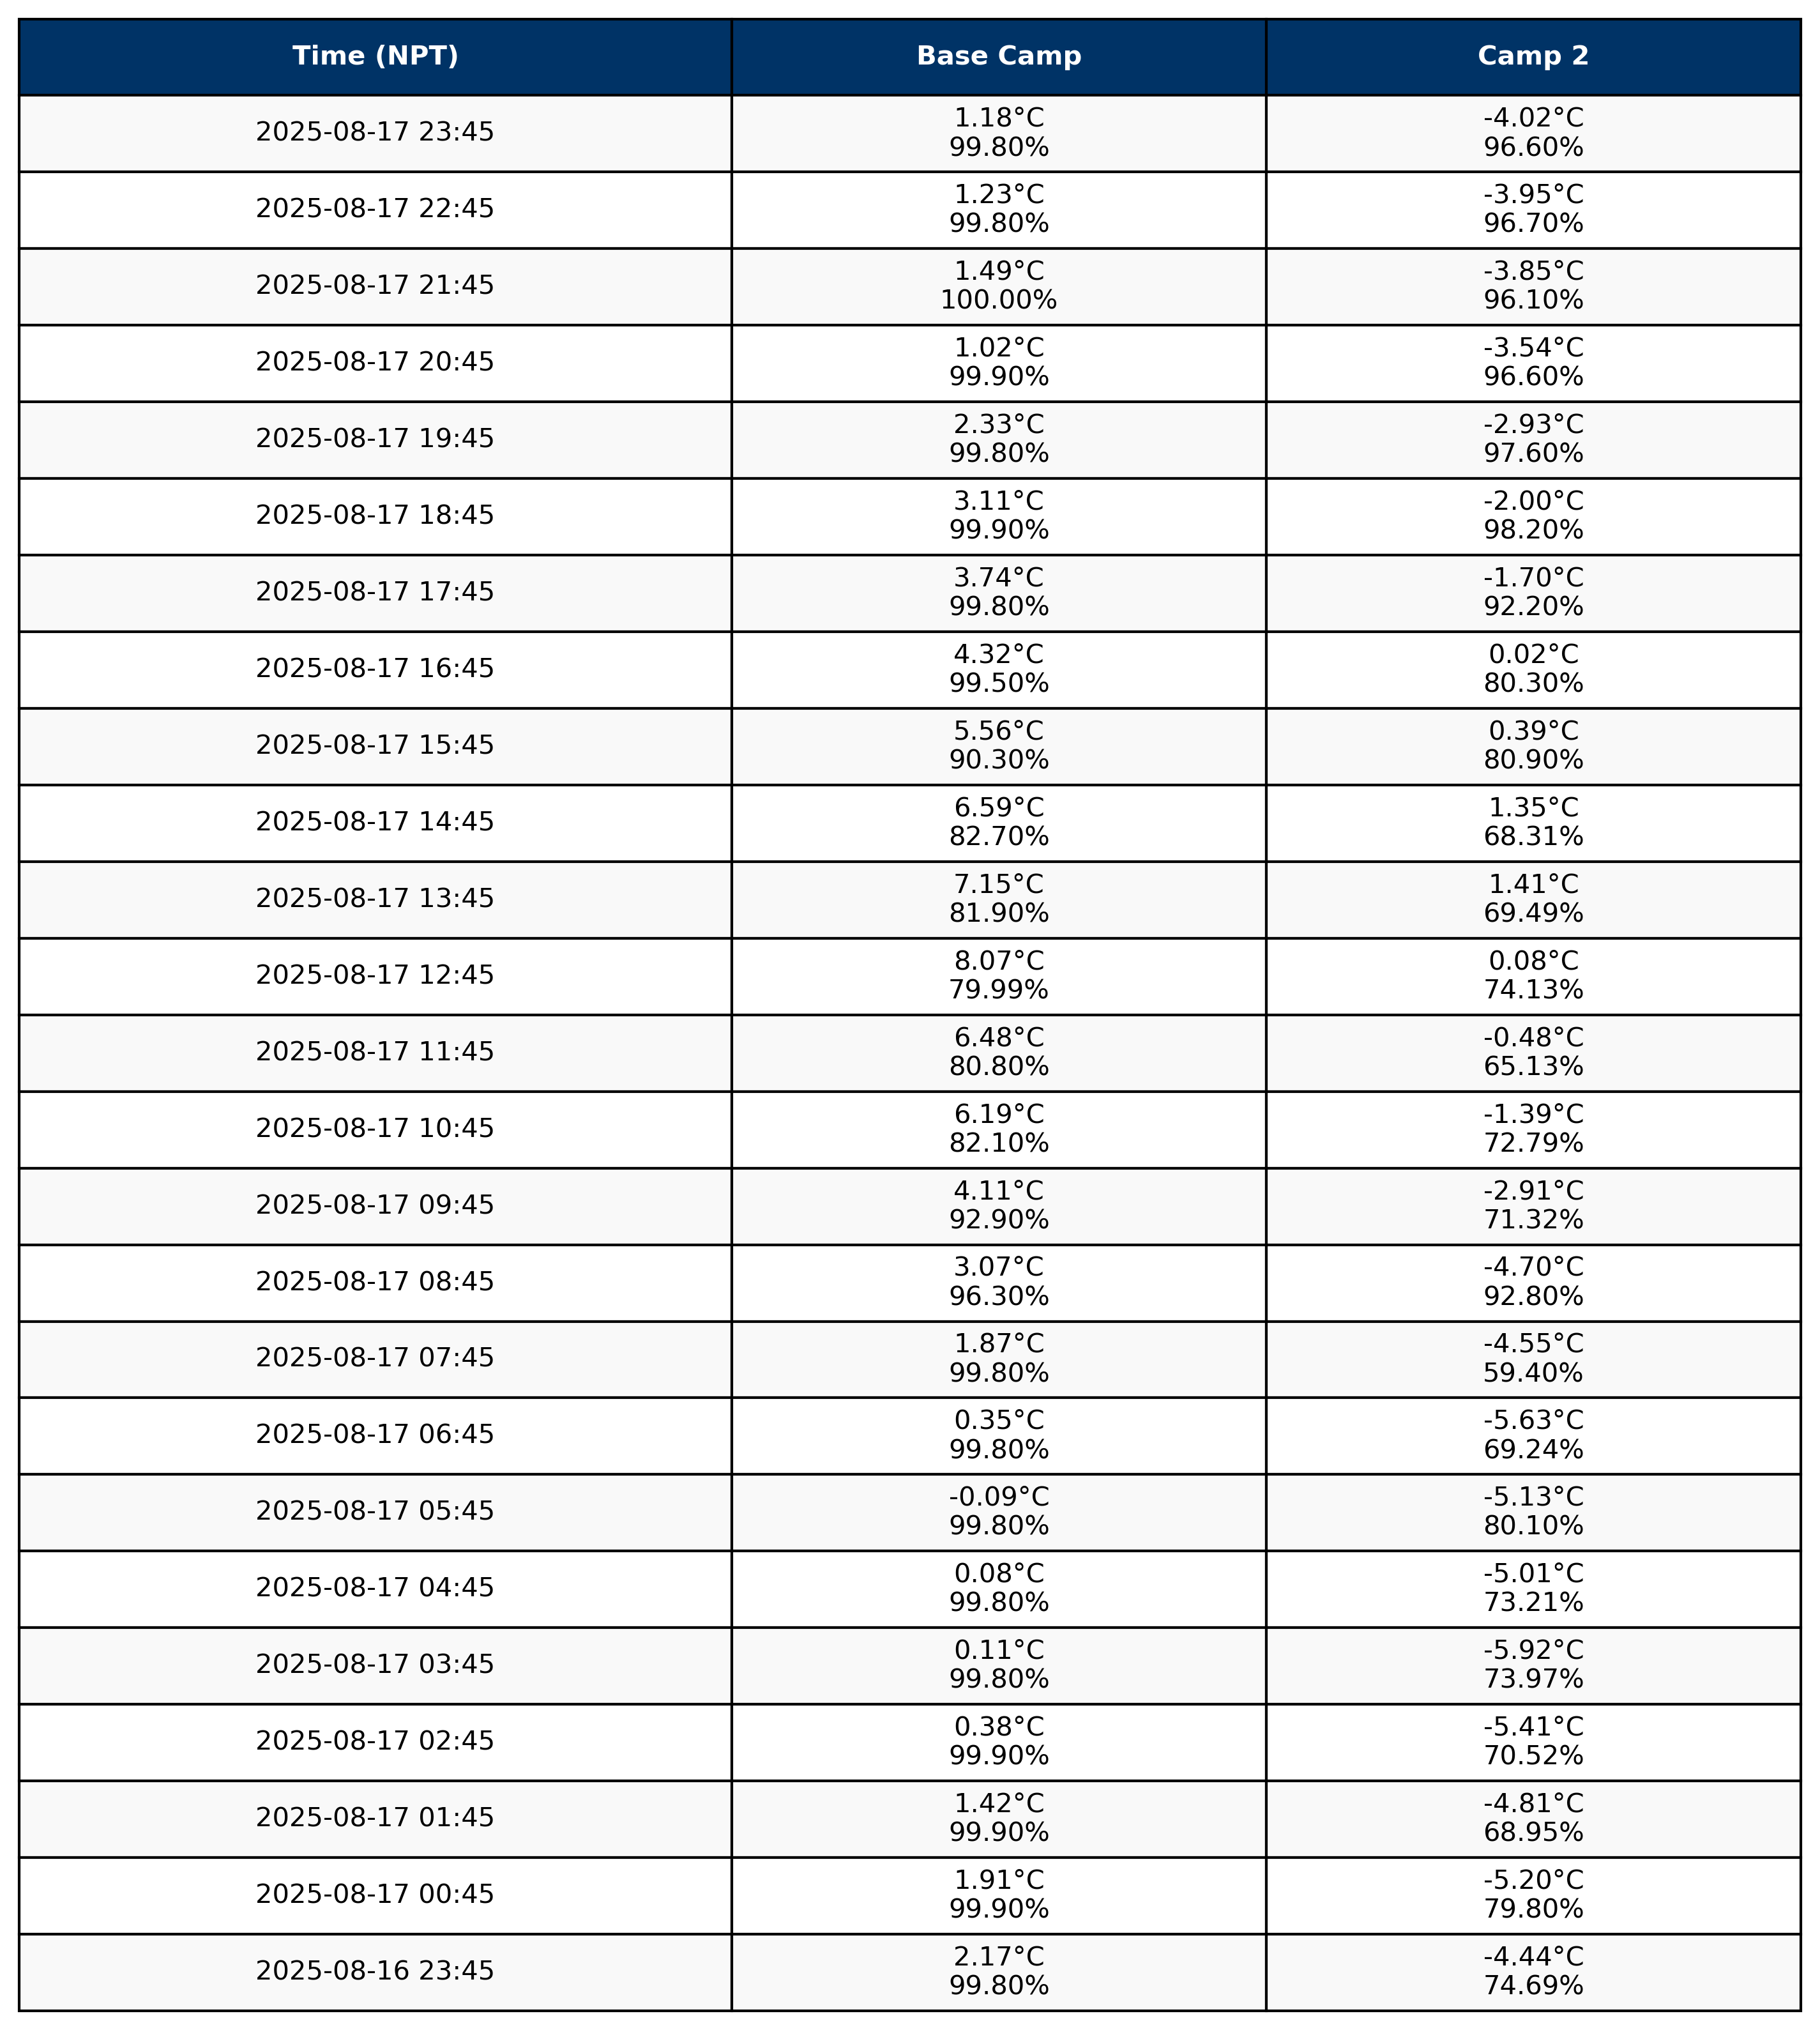 Time (NPT) Base Camp Camp 2
2025-08-17 23:45 1.18°C -4.02°C
99.80% 96.60%
2025-08-17 22:45 1.23°C -3.95°C
99.80% 96.70%
2025-08-17 21:45 1.49°C -3.85°C
100.00% 96.10%
2025-08-17 20:45 1.02°C -3.54°C
99.90% 96.60%
2025-08-17 19:45 2.33°C -2.93°C
99.80% 97.60%
2025-08-17 18:45 3.11°C -2.00°C
99.90% 98.20%
2025-08-17 17:45 3.74°C -1.70°C
99.80% 92.20%
2025-08-17 16:45 4.32°C 0.02°C
99.50% 80.30%
2025-08-17 15:45 5.56°C 0.39°C
90.30% 80.90%
2025-08-17 14:45 6.59°C 1.35°C
82.70% 68.31%
2025-08-17 13:45 7.15°C 1.41°C
81.90% 69.49%
2025-08-17 12:45 8.07°C 0.08°C
79.99% 74.13%
2025-08-17 11:45 6.48°C -0.48°C
80.80% 65.13%
2025-08-17 10:45 6.19°C -1.39°C
82.10% 72.79%
2025-08-17 09:45 4.11°C -2.91°C
92.90% 71.32%
2025-08-17 08:45 3.07°C -4.70°C
96.30% 92.80%
2025-08-17 07:45 1.87°C -4.55°C
99.80% 59.40%
2025-08-17 06:45 0.35°C -5.63°C
99.80% 69.24%
2025-08-17 05:45 -0.09°C -5.13°C
99.80% 80.10%
2025-08-17 04:45 0.08°C -5.01°C
99.80% 73.21%
2025-08-17 03:45 0.11°C -5.92°C
99.80% 73.97%
2025-08-17 02:45 0.38°C -5.41°C
99.90% 70.52%
2025-08-17 01:45 1.42°C -4.81°C
99.90% 68.95%
2025-08-17 00:45 1.91°C -5.20°C
99.90% 79.80%
2025-08-16 23:45 2.17°C -4.44°C
99.80% 74.69%